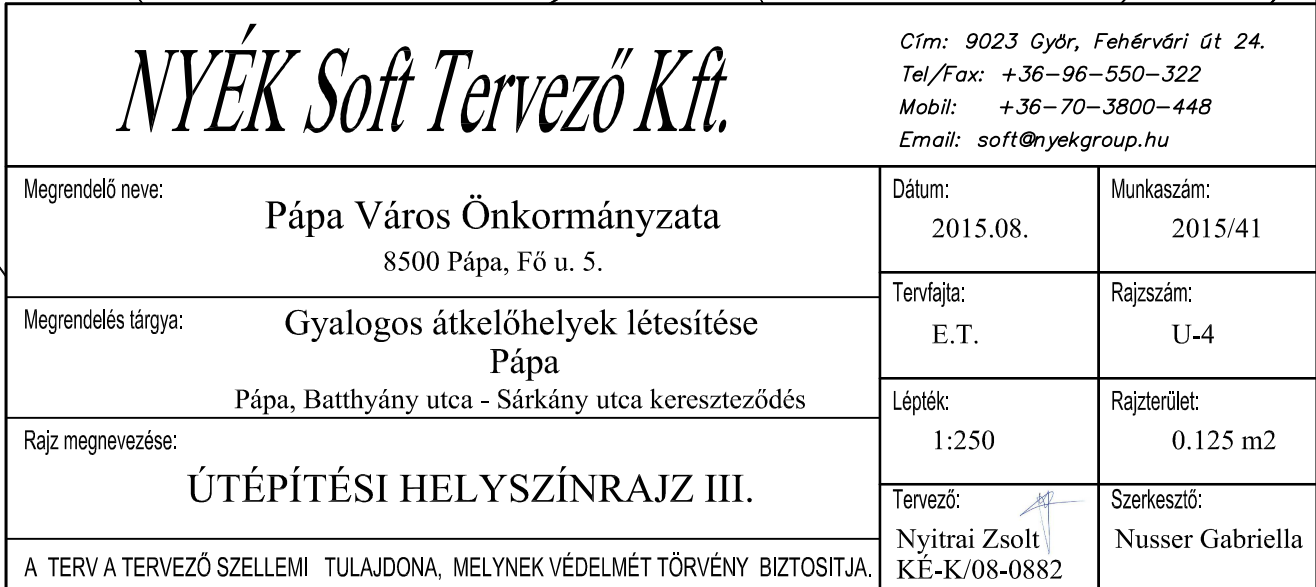 NYÉK Soft Tervező Kft.
Cím: 9023 Győr, Fehérvári út 24.
Tel/Fax: +36-96-550-322
Mobil: +36-70-3800-448
Email: soft@nyekgroup.hu
Megrendelő neve:
Pápa Város Önkormányzata
8500 Pápa, Fő u. 5.
Dátum:
2015.08.
Munkaszám:
2015/41
Megrendelés tárgya:
Gyalogos átkelőhelyek létesítése
Pápa
Pápa, Batthyány utca - Sárkány utca kereszteződés
Tervfajta:
E.T.
Rajzszám:
U-4
Lépték:
1:250
Rajzterület:
0.125 m2
Rajz megnevezése:
ÚTÉPÍTÉSI HELYSZÍNRAJZ III.
Tervező:
Nyitrai Zsolt
KÉ-K/08-0882
Szerkesztő:
Nusser Gabriella
A TERV A TERVEZŐ SZELLEMI TULAJDONA, MELYNEK VÉDELMÉT TÖRVÉNY BIZTOSITJA.